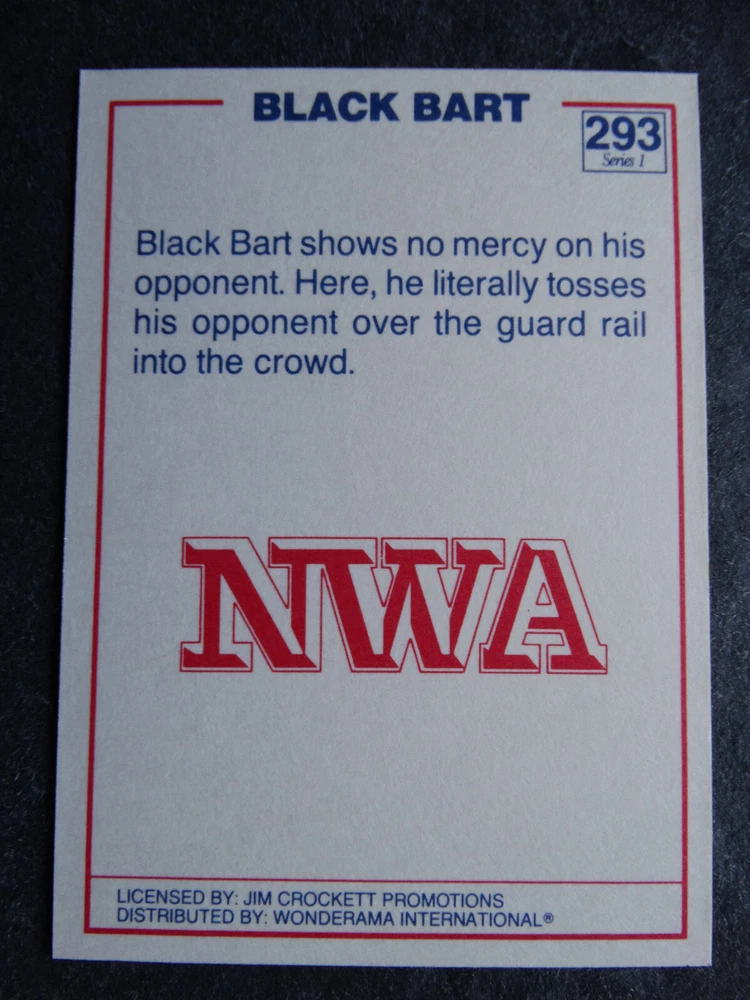 BLACK BART
293
Series 1
Black Bart shows no mercy on his
opponent. Here, he literally tosses
his opponent over the guard rail
into the crowd.
NWA
LICENSED BY: JIM CROCKETT PROMOTIONS
DISTRIBUTED BY: WONDERAMA INTERNATIONAL®